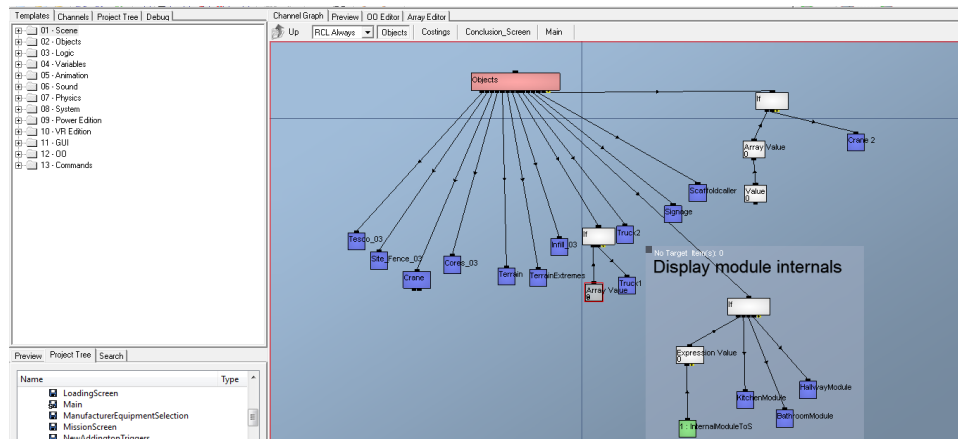 Templates Channels Project Tree Debug
01 - Scene
02 - Objects
03 - Logic
04 - Variables
05 - Animation
06 - Sound
07 - Physics
08 - System
09 - Power Edition
10 - VR Edition
11 - GUI
12 - OO
13 - Commands
Preview Project Tree Search
Name Type
LoadingScreen
Main
ManufacturerEquipmentSelection
MissionScreen
NewAddingtonTriggers
Channel Graph Preview OO Editor Array Editor
Up RCL Always Objects Costings Conclusion_Screen Main
Objects
If
Array Value
0
Crane 2
Value
0
Scaffoldcaller
Signage
Tesco_03
Site_Fence_03
Crane
Cores_03
Terrain
TerrainExtremes
Infill_03
If
Truck2
Truck1
Array Value
No Target Item(s): 0
Display module internals
If
Expression Value
0
HallwayModule
KitchenModule
BathroomModule
1 : InternalModuleToS